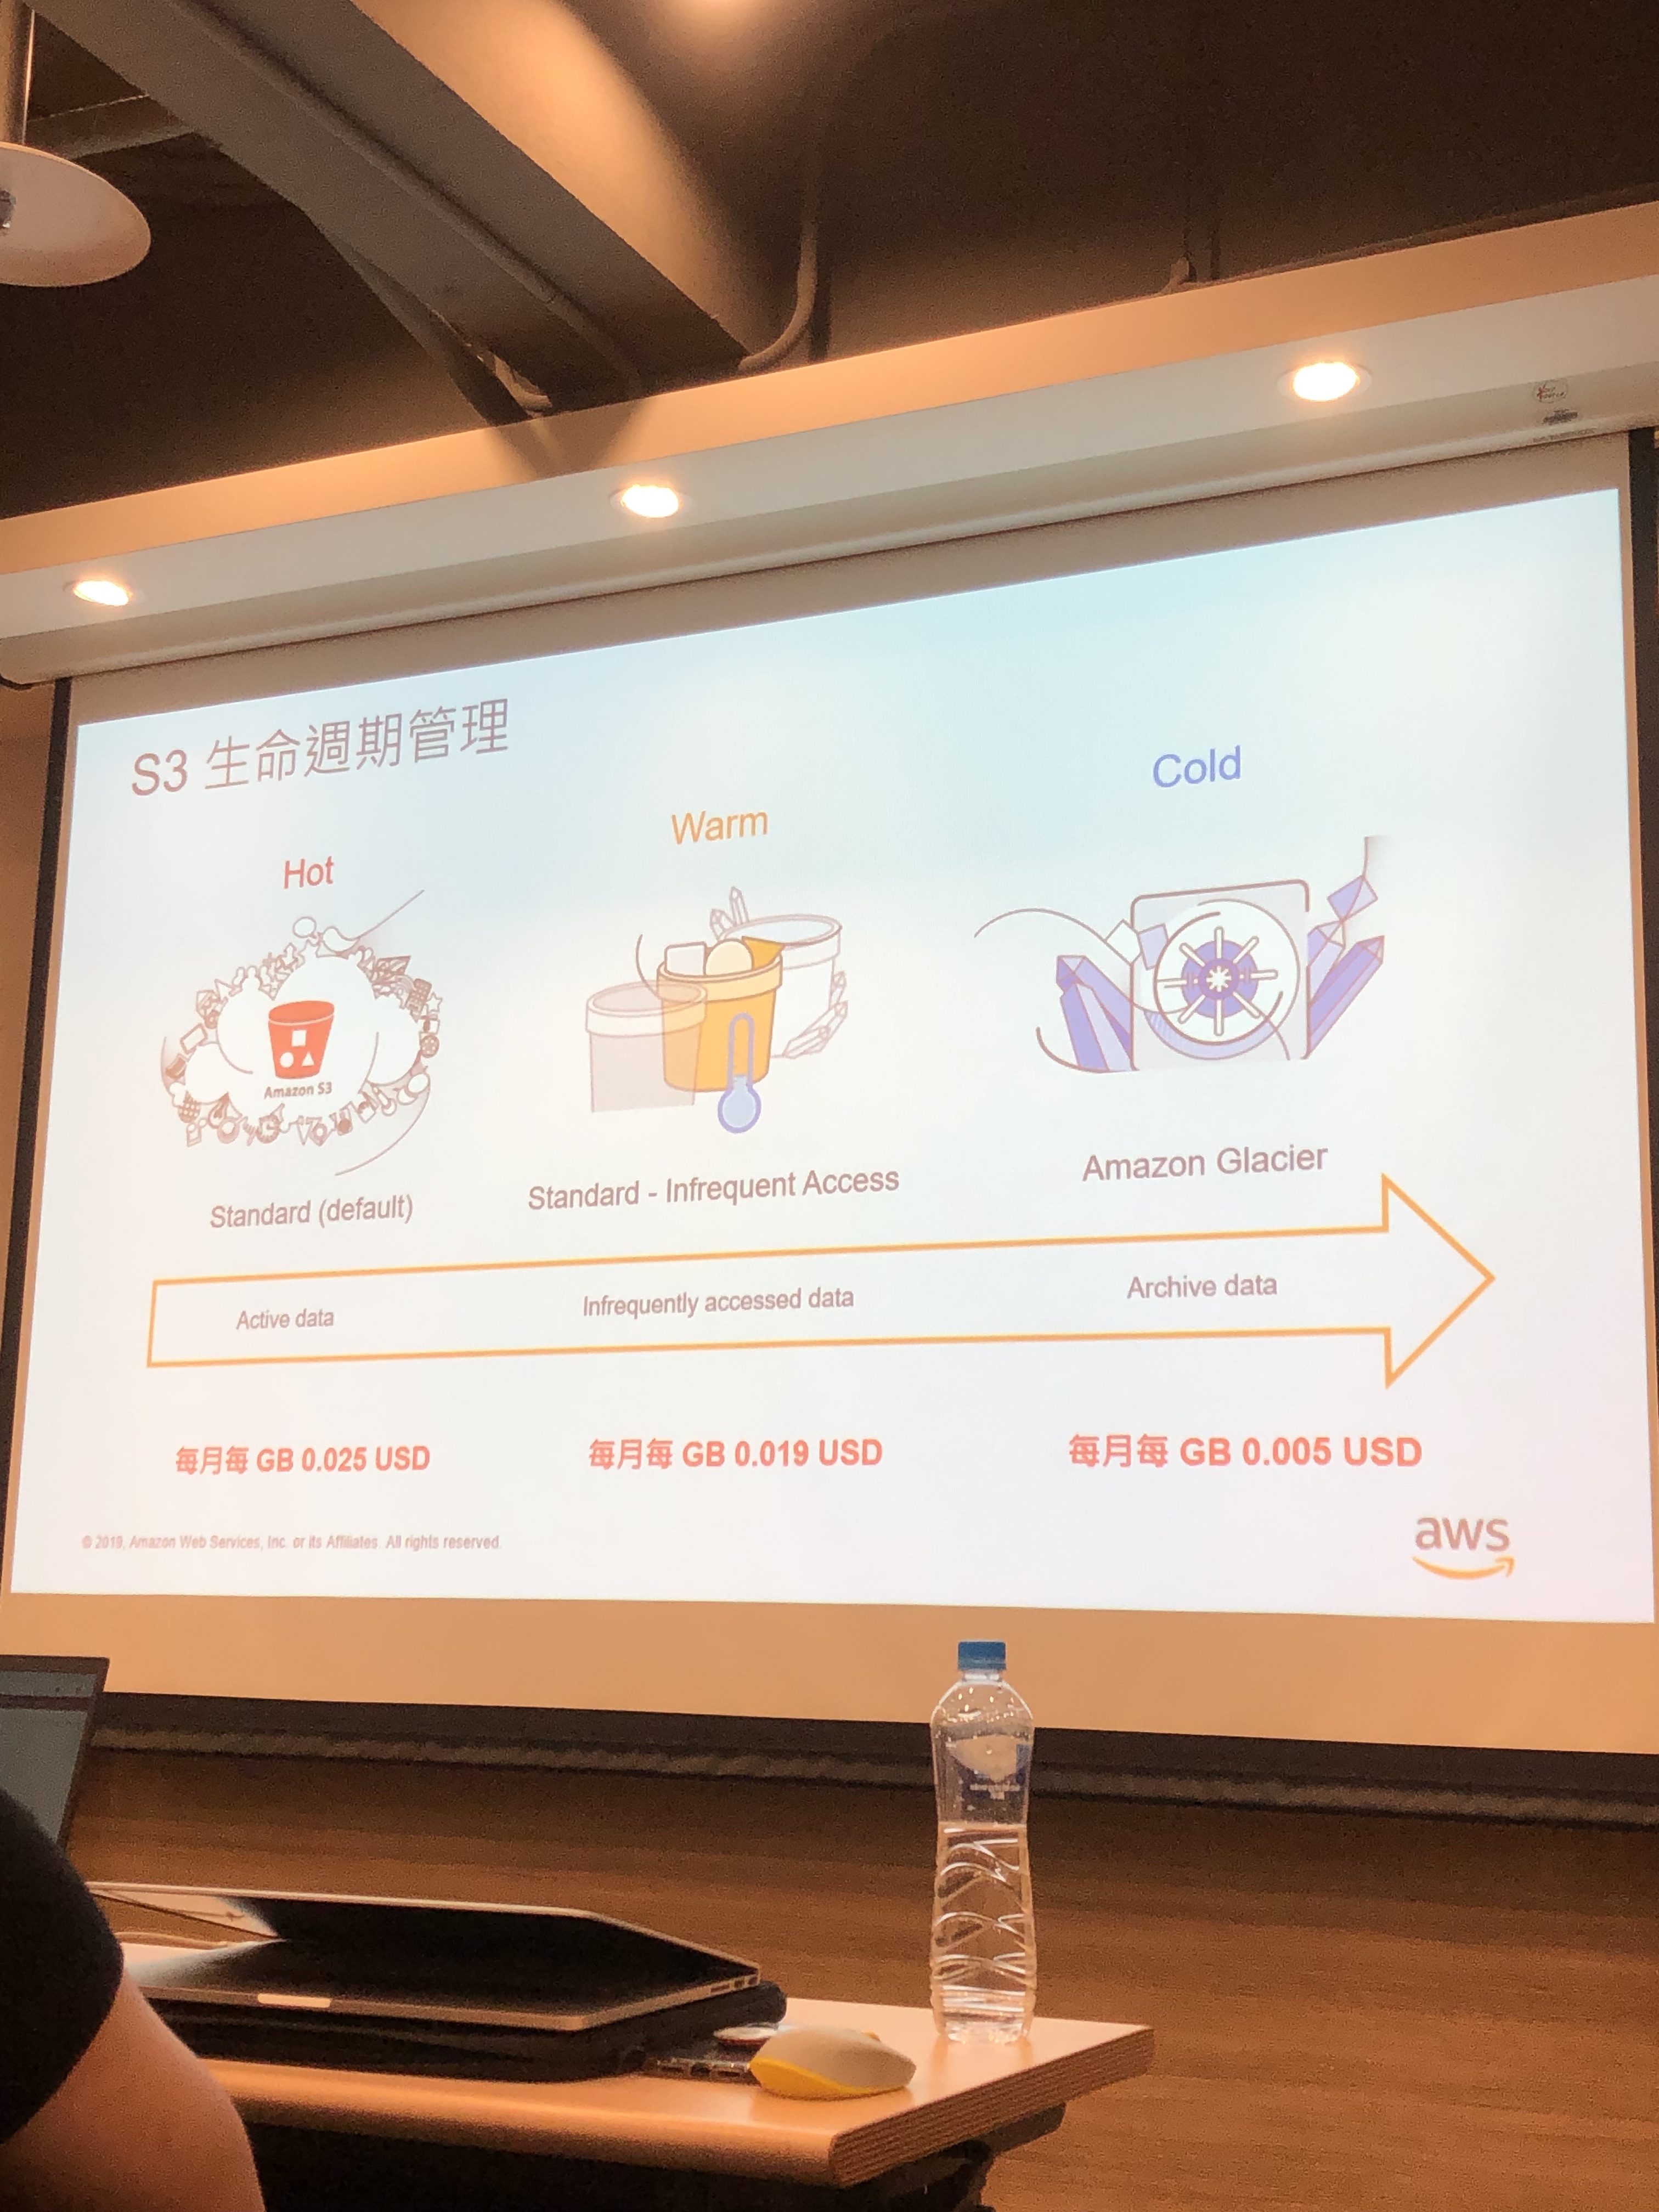 S3 生命週期管理
Hot
Warm
Cold
Amazon S3
Standard (default)
Standard - Infrequent Access
Amazon Glacier
Active data
Infrequently accessed data
Archive data
每月每 GB 0.025 USD
每月每 GB 0.019 USD
每月每 GB 0.005 USD
© 2019, Amazon Web Services, Inc. or its Affiliates. All rights reserved.
aws